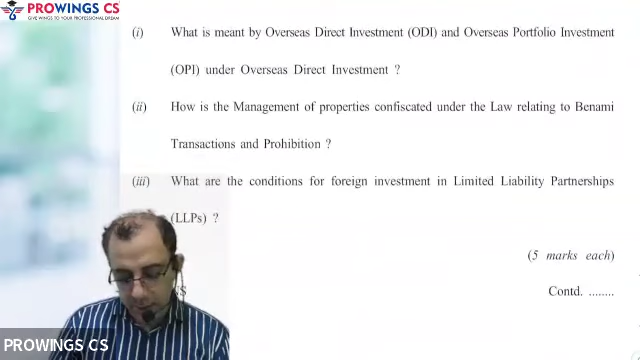 PROWINGS CS
GIVE WINGS TO YOUR PROFESSIONAL DREAM
(i) What is meant by Overseas Direct Investment (ODI) and Overseas Portfolio Investment
(OPI) under Overseas Direct Investment ?
(ii) How is the Management of properties confiscated under the Law relating to Benami
Transactions and Prohibition ?
(iii) What are the conditions for foreign investment in Limited Liability Partnerships
(LLPs) ?
(5 marks each)
Contd. ........
PROWINGS CS